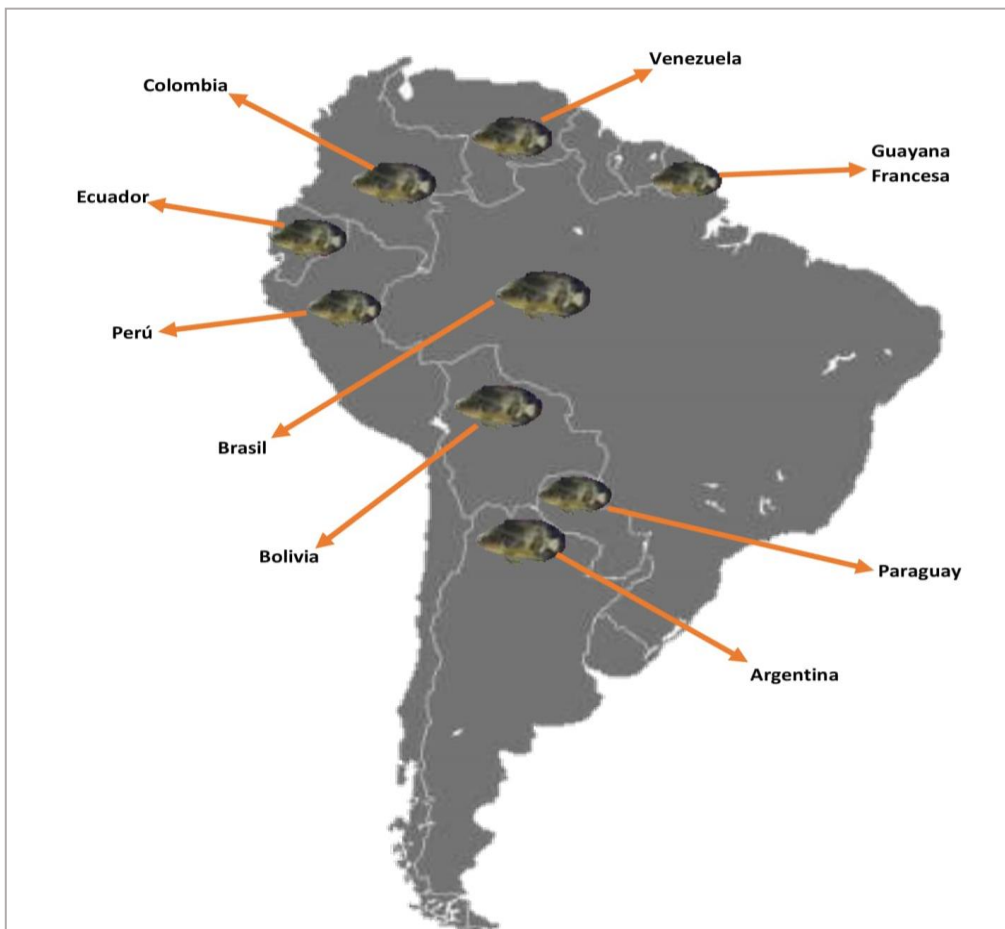 Venezuela
Colombia
Guayana
Francesa
Ecuador
Perú
Brasil
Bolivia
Paraguay
Argentina